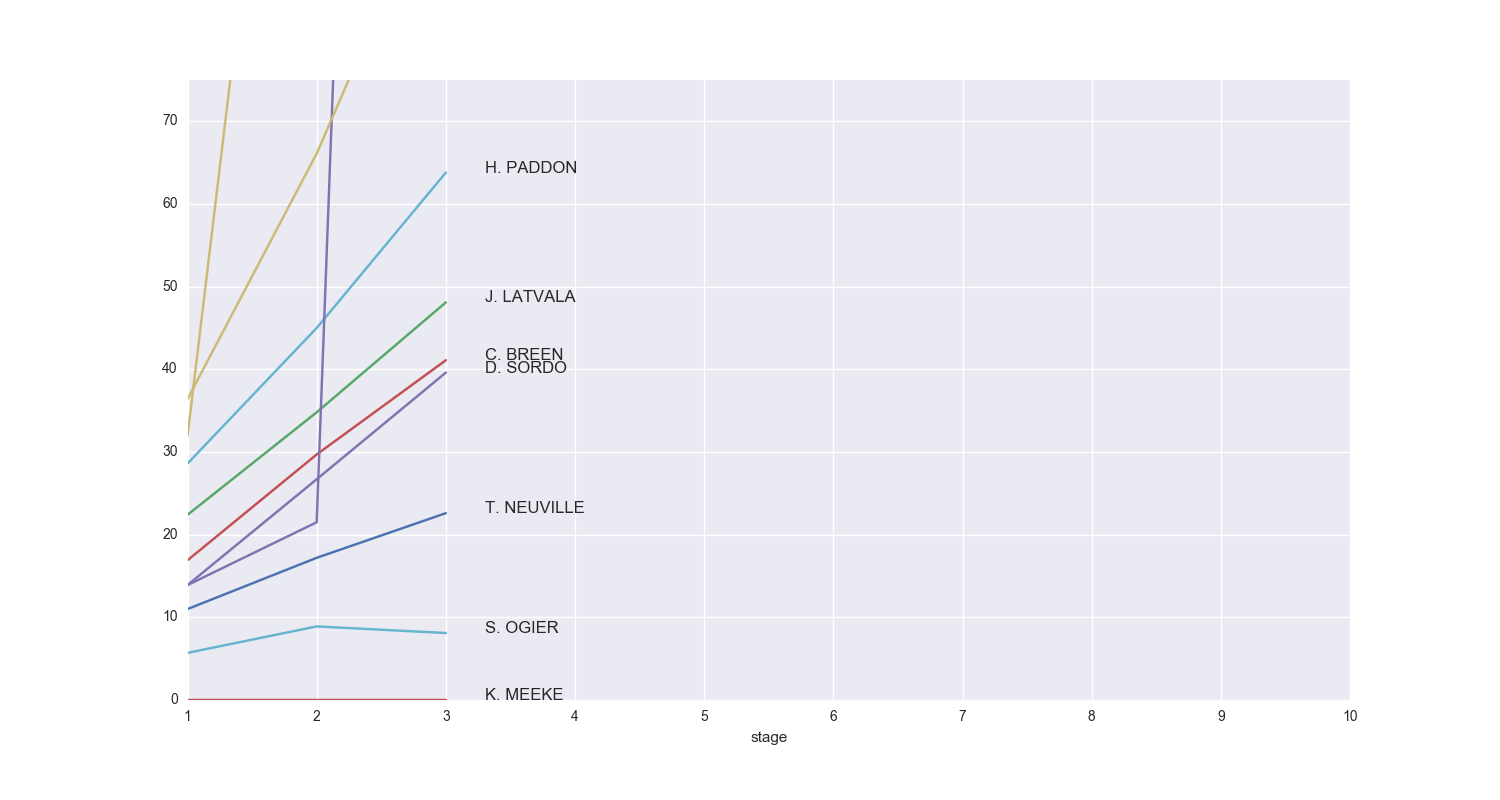 70
60
50
40
30
20
10
0
H. PADDON
J. LATVALA
C. BREEN
D. SORDO
T. NEUVILLE
S. OGIER
K. MEEKE
1 2 3 4 5 6 7 8 9 10
stage